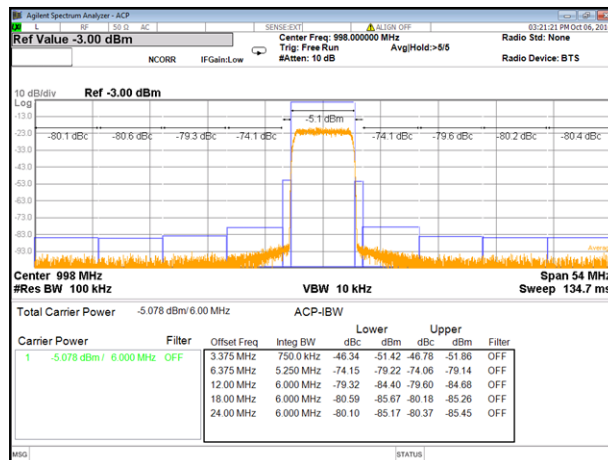 Agilent Spectrum Analyzer - ACP
L RF 50 Ω AC SENSE:EXT ALIGN OFF 03:21:21 PM Oct 06, 201
Ref Value -3.00 dBm
Center Freq: 998.000000 MHz Radio Std: None
Trig: Free Run Avg|Hold:>5/5
NCORR IFGain:Low #Atten: 10 dB Radio Device: BTS
10 dB/div Ref -3.00 dBm
Log
-13.0
-5.1 dBm
-23.0
-80.1 dBc -80.6 dBc -79.3 dBc -74.1 dBc -74.1 dBc -79.6 dBc -80.2 dBc -80.4 dBc
-33.0
-43.0
-53.0
-63.0
-73.0
-83.0
-93.0
Average
Center 998 MHz Span 54 MHz
#Res BW 100 kHz VBW 10 kHz Sweep 134.7 ms
Total Carrier Power -5.078 dBm/6.00 MHz ACP-IBW
Lower Upper
Carrier Power Filter Offset Freq Integ BW dBc dBm dBc dBm Filter
1 -5.078 dBm / 6.000 MHz OFF
3.375 MHz 750.0 kHz -46.34 -51.42 -46.78 -51.86 OFF
6.375 MHz 5.250 MHz -74.15 -79.22 -74.06 -79.14 OFF
12.00 MHz 6.000 MHz -79.32 -84.40 -79.60 -84.68 OFF
18.00 MHz 6.000 MHz -80.59 -85.67 -80.18 -85.26 OFF
24.00 MHz 6.000 MHz -80.10 -85.17 -80.37 -85.45 OFF
MSG STATUS